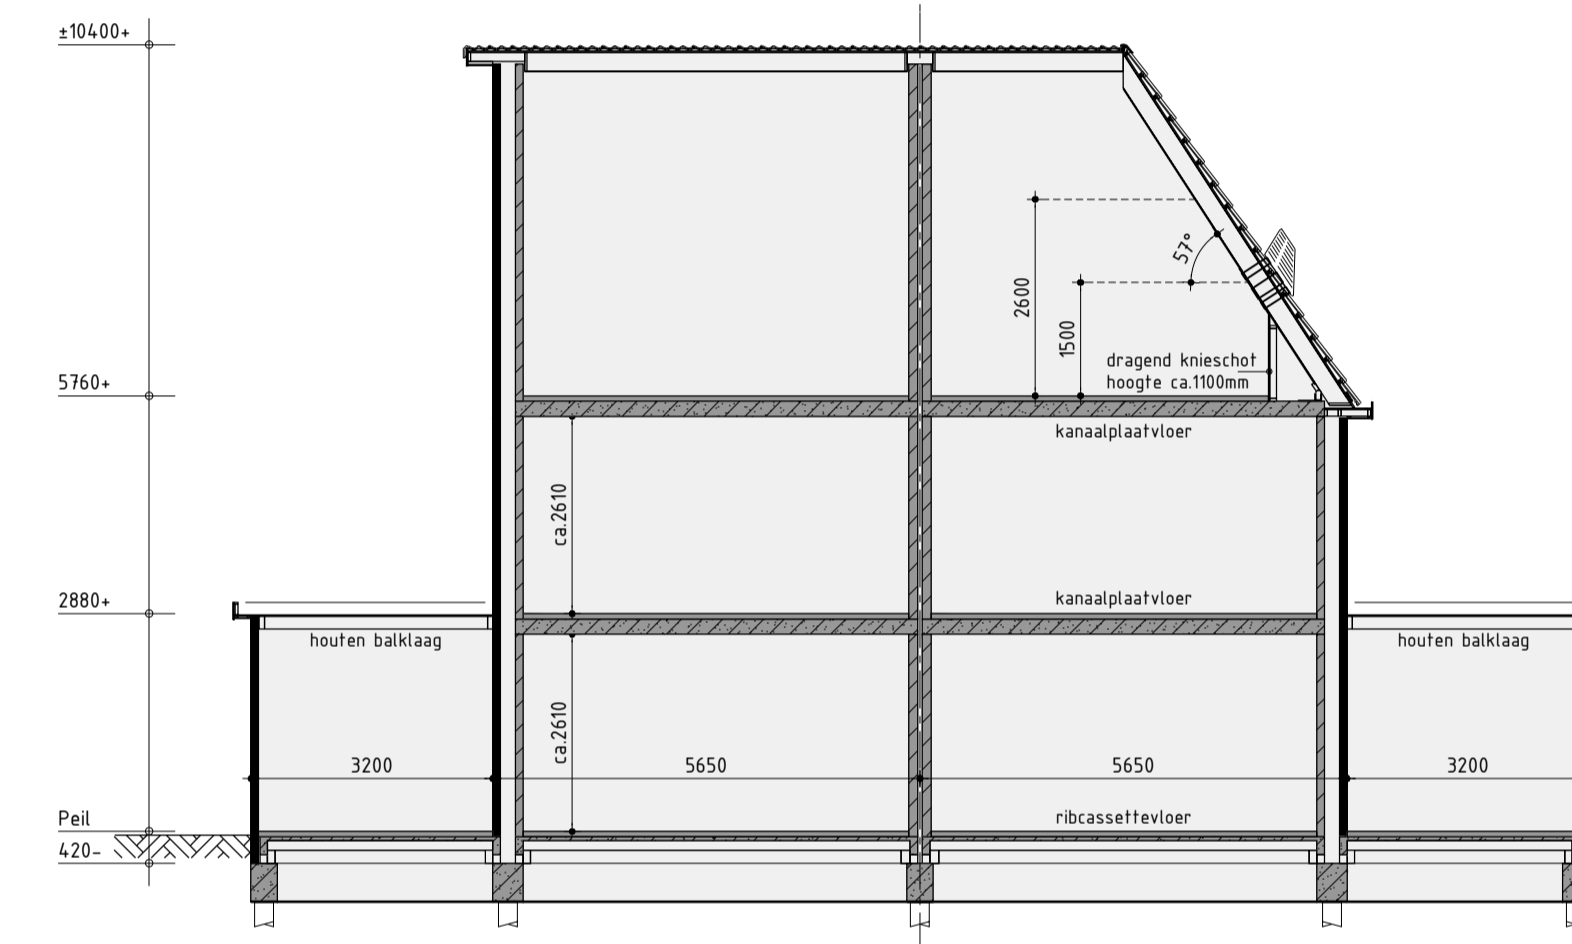 ±10400+
2600
57°
1500
dragend knieschot
hoogte ca.1100mm
5760+
kanaalplaatvloer
ca.2610
2880+
kanaalplaatvloer
houten balklaag
houten balklaag
ca.2610
3200
5650
5650
3200
Peil
ribcassettevloer
420-